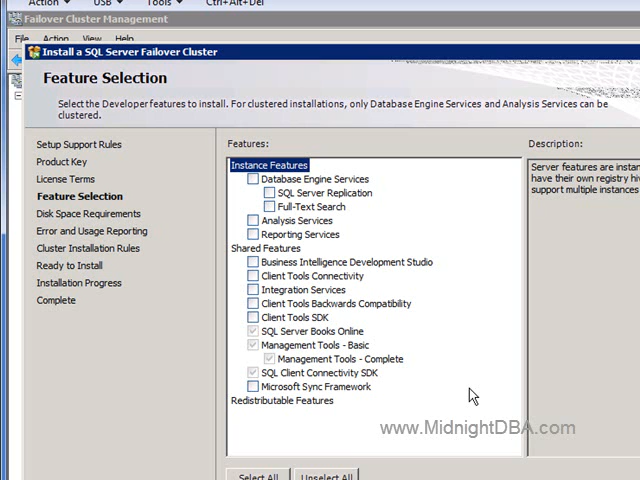 Action USB Tools Ctrl+Alt+Del
Failover Cluster Management
File Action View Help
Install a SQL Server Failover Cluster
Feature Selection
Select the Developer features to install. For clustered installations, only Database Engine Services and Analysis Services can be
clustered.
Setup Support Rules
Product Key
License Terms
Feature Selection
Disk Space Requirements
Error and Usage Reporting
Cluster Installation Rules
Ready to Install
Installation Progress
Complete
Features:
Instance Features
Database Engine Services
SQL Server Replication
Full-Text Search
Analysis Services
Reporting Services
Shared Features
Business Intelligence Development Studio
Client Tools Connectivity
Integration Services
Client Tools Backwards Compatibility
Client Tools SDK
SQL Server Books Online
Management Tools - Basic
Management Tools - Complete
SQL Client Connectivity SDK
Microsoft Sync Framework
Redistributable Features
Select All Unselect All
Description:
Server features are instan
have their own registry hiv
support multiple instances
www.MidnightDBA.com